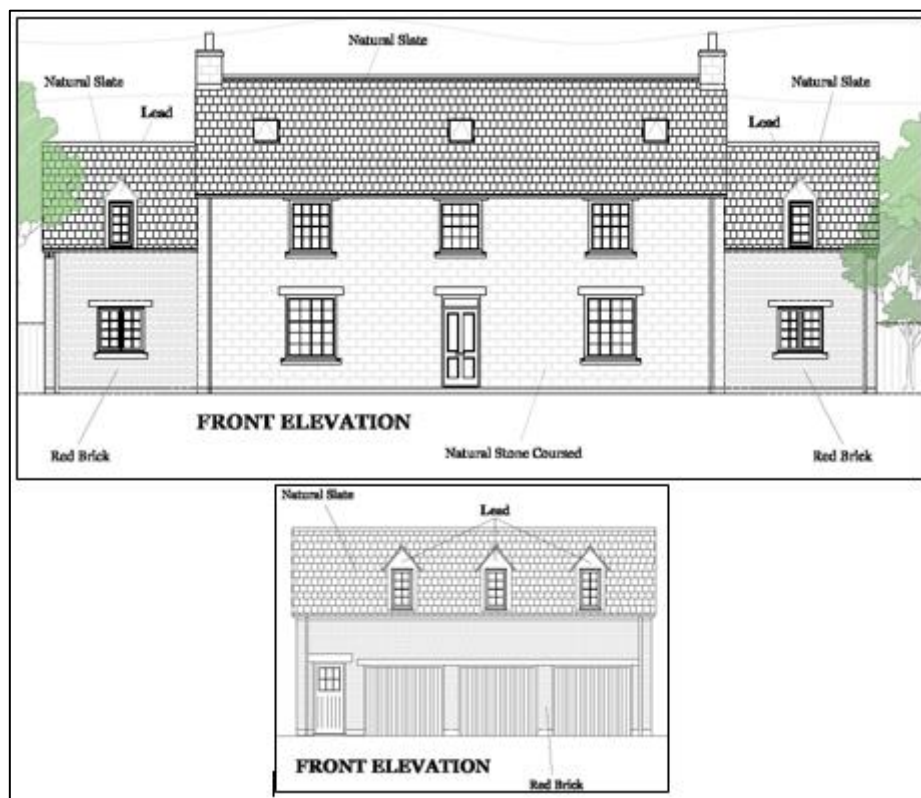 Natural Slate
Natural Slate
Natural Slate
Lead
Lead
FRONT ELEVATION
Natural Stone Coursed
Red Brick
Red Brick
Natural Slate
Lead
FRONT ELEVATION
Red Brick